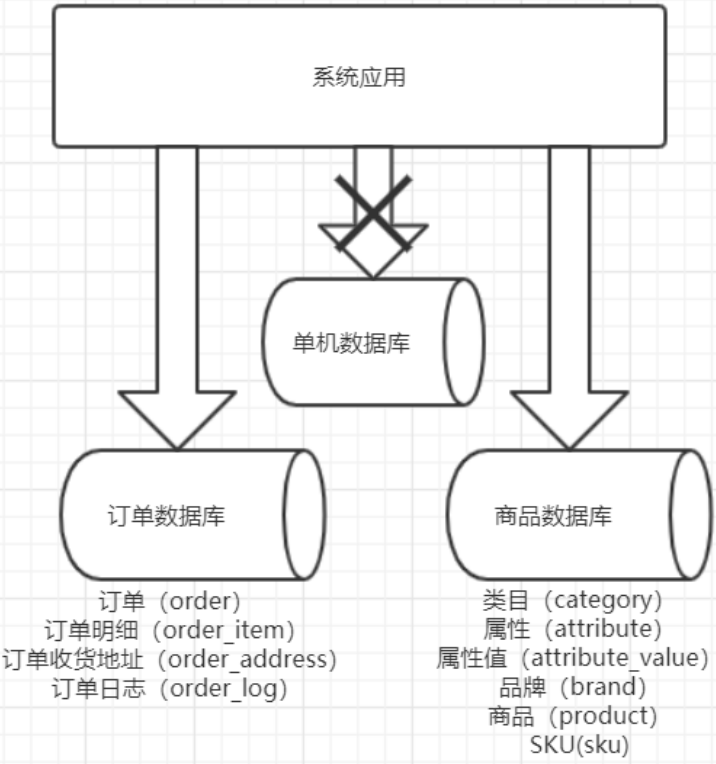 系统应用
单机数据库
订单数据库
订单（order）
订单明细（order_item）
订单收货地址（order_address）
订单日志（order_log）
商品数据库
类目（category）
属性（attribute）
属性值（attribute_value）
品牌（brand）
商品（product）
SKU(sku)